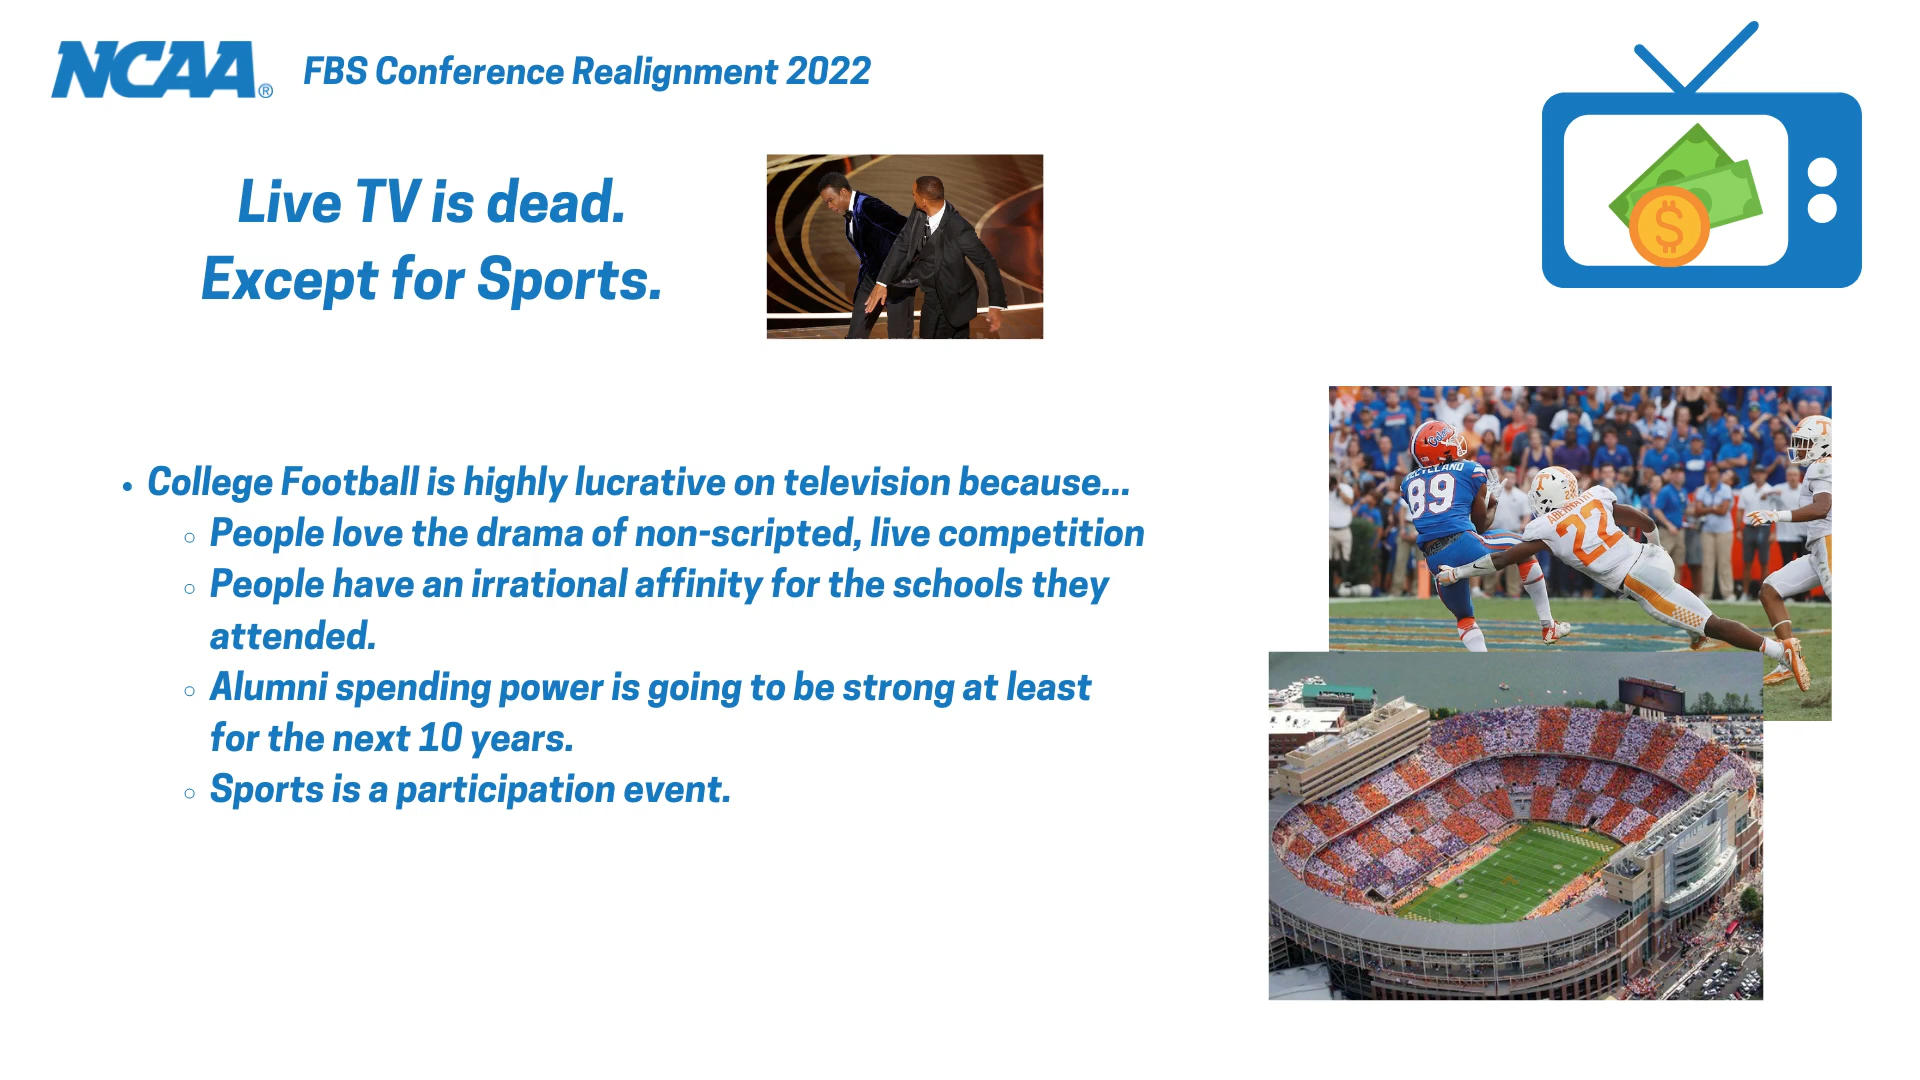 NCAA®
FBS Conference Realignment 2022
Live TV is dead.
Except for Sports.
$
• College Football is highly lucrative on television because...
◦ People love the drama of non-scripted, live competition
◦ People have an irrational affinity for the schools they
attended.
◦ Alumni spending power is going to be strong at least
for the next 10 years.
◦ Sports is a participation event.
Gators
89
T
22
T